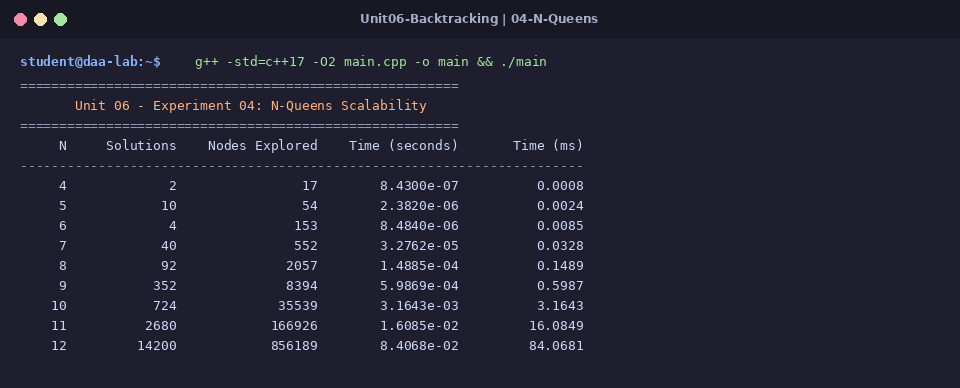 Unit06-Backtracking | 04-N-Queens
student@daa-lab:~$ g++ -std=c++17 -O2 main.cpp -o main && ./main
========================================================
Unit 06 - Experiment 04: N-Queens Scalability
========================================================
N Solutions Nodes Explored Time (seconds) Time (ms)
------------------------------------------------------------------------
4 2 17 8.4300e-07 0.0008
5 10 54 2.3820e-06 0.0024
6 4 153 8.4840e-06 0.0085
7 40 552 3.2762e-05 0.0328
8 92 2057 1.4885e-04 0.1489
9 352 8394 5.9869e-04 0.5987
10 724 35539 3.1643e-03 3.1643
11 2680 166926 1.6085e-02 16.0849
12 14200 856189 8.4068e-02 84.0681